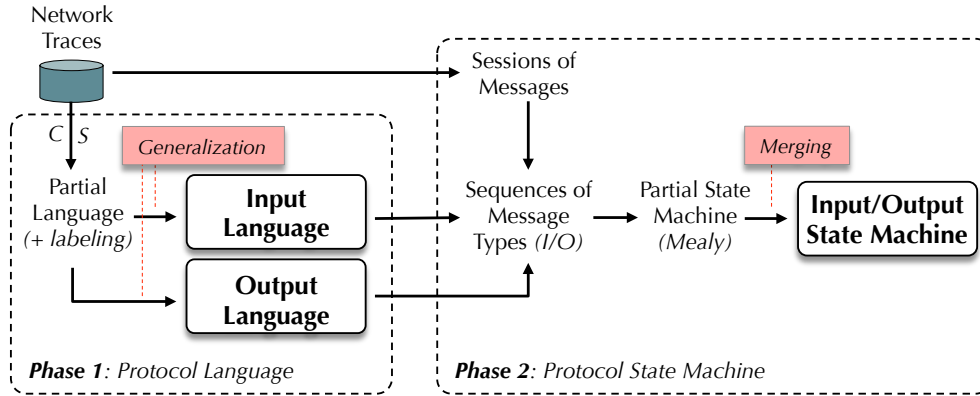 Network
Traces
C S
Generalization
Partial
Language
(+ labeling)
Input
Language
Output
Language
Phase 1: Protocol Language
Sessions of
Messages
Sequences of
Message
Types (I/O)
Partial State
Machine
(Mealy)
Merging
Input/Output
State Machine
Phase 2: Protocol State Machine